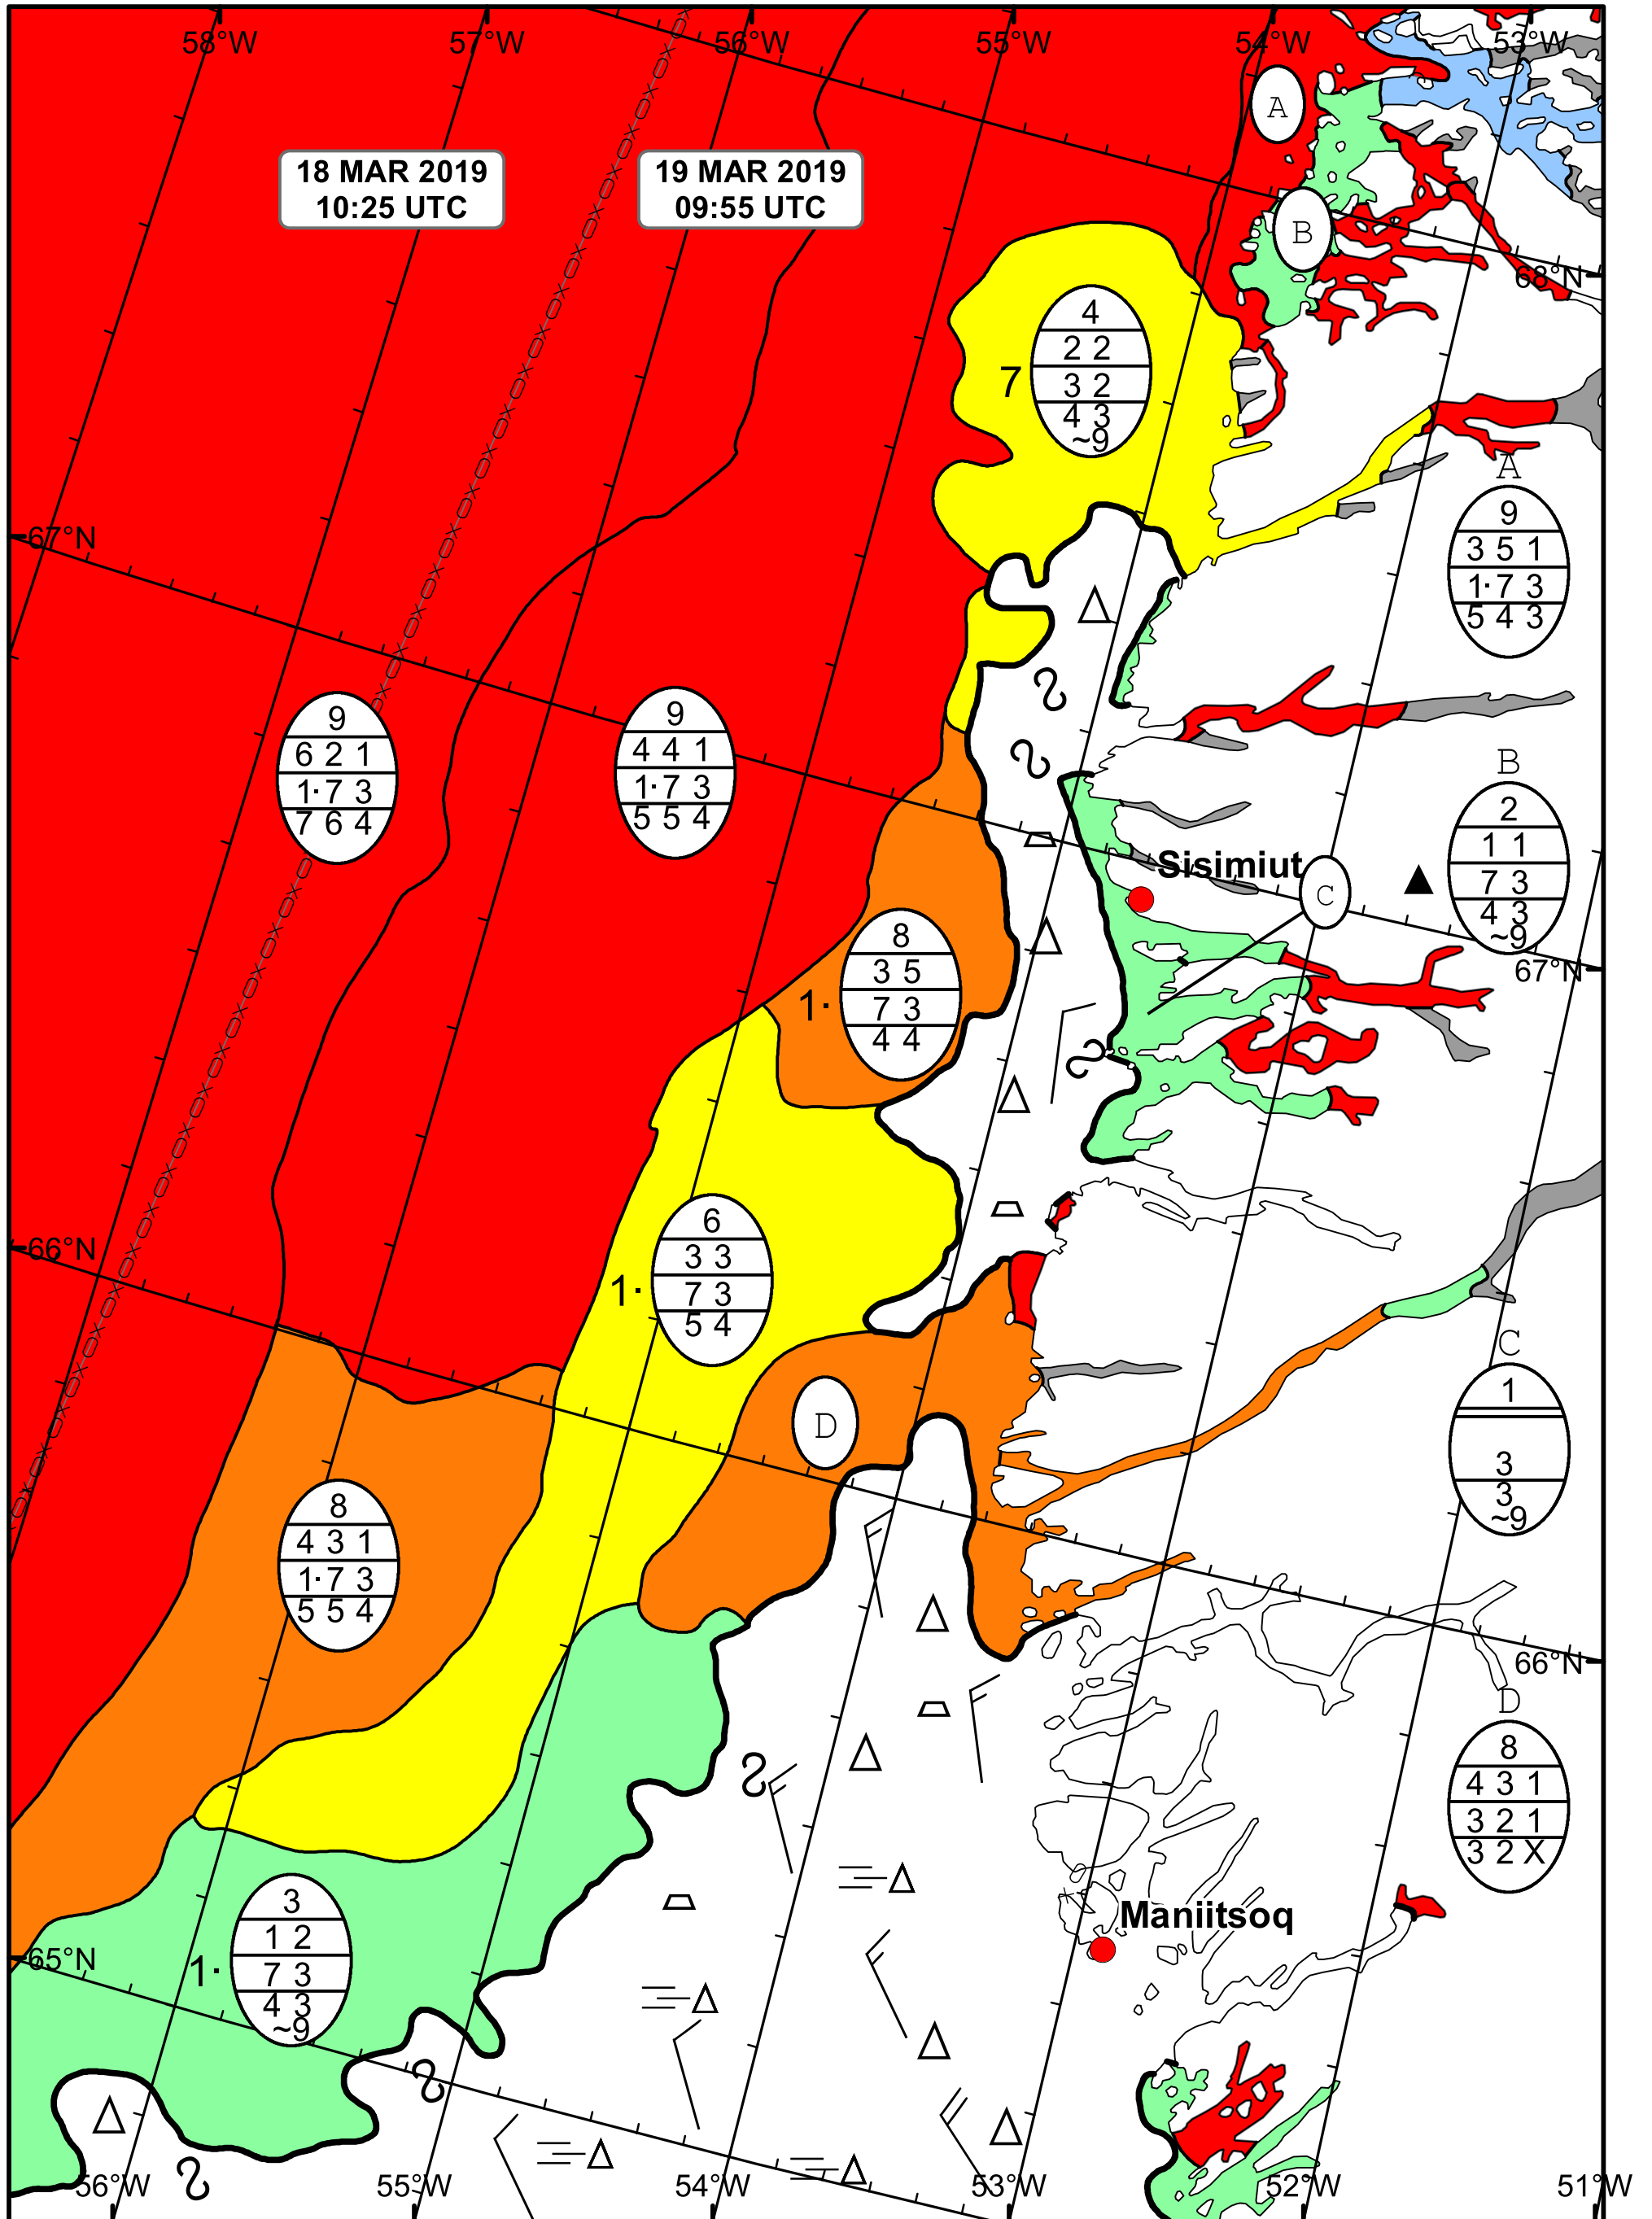 58°W
57°W
56°W
55°W
54°W
53°W
A
18 MAR 2019
10:25 UTC
19 MAR 2019
09:55 UTC
B
68°N
4
2 2
7
3 2
4 3
~9
67°N
A
9
3 5 1
1·7 3
5 4 3
9
6 2 1
1·7 3
7 6 4
9
4 4 1
1·7 3
5 5 4
B
2
1 1
7 3
4 3
~9
Sisimiut
C
67°N
8
3 5
1·
7 3
4 4
66°N
6
3 3
1·
7 3
5 4
C
1
3
3
~9
D
8
4 3 1
1·7 3
5 5 4
66°N
D
8
4 3 1
3 2 1
3 2 X
Maniitsoq
65°N
3
1 2
1·
7 3
4 3
~9
56°W
55°W
54°W
53°W
52°W
51°W